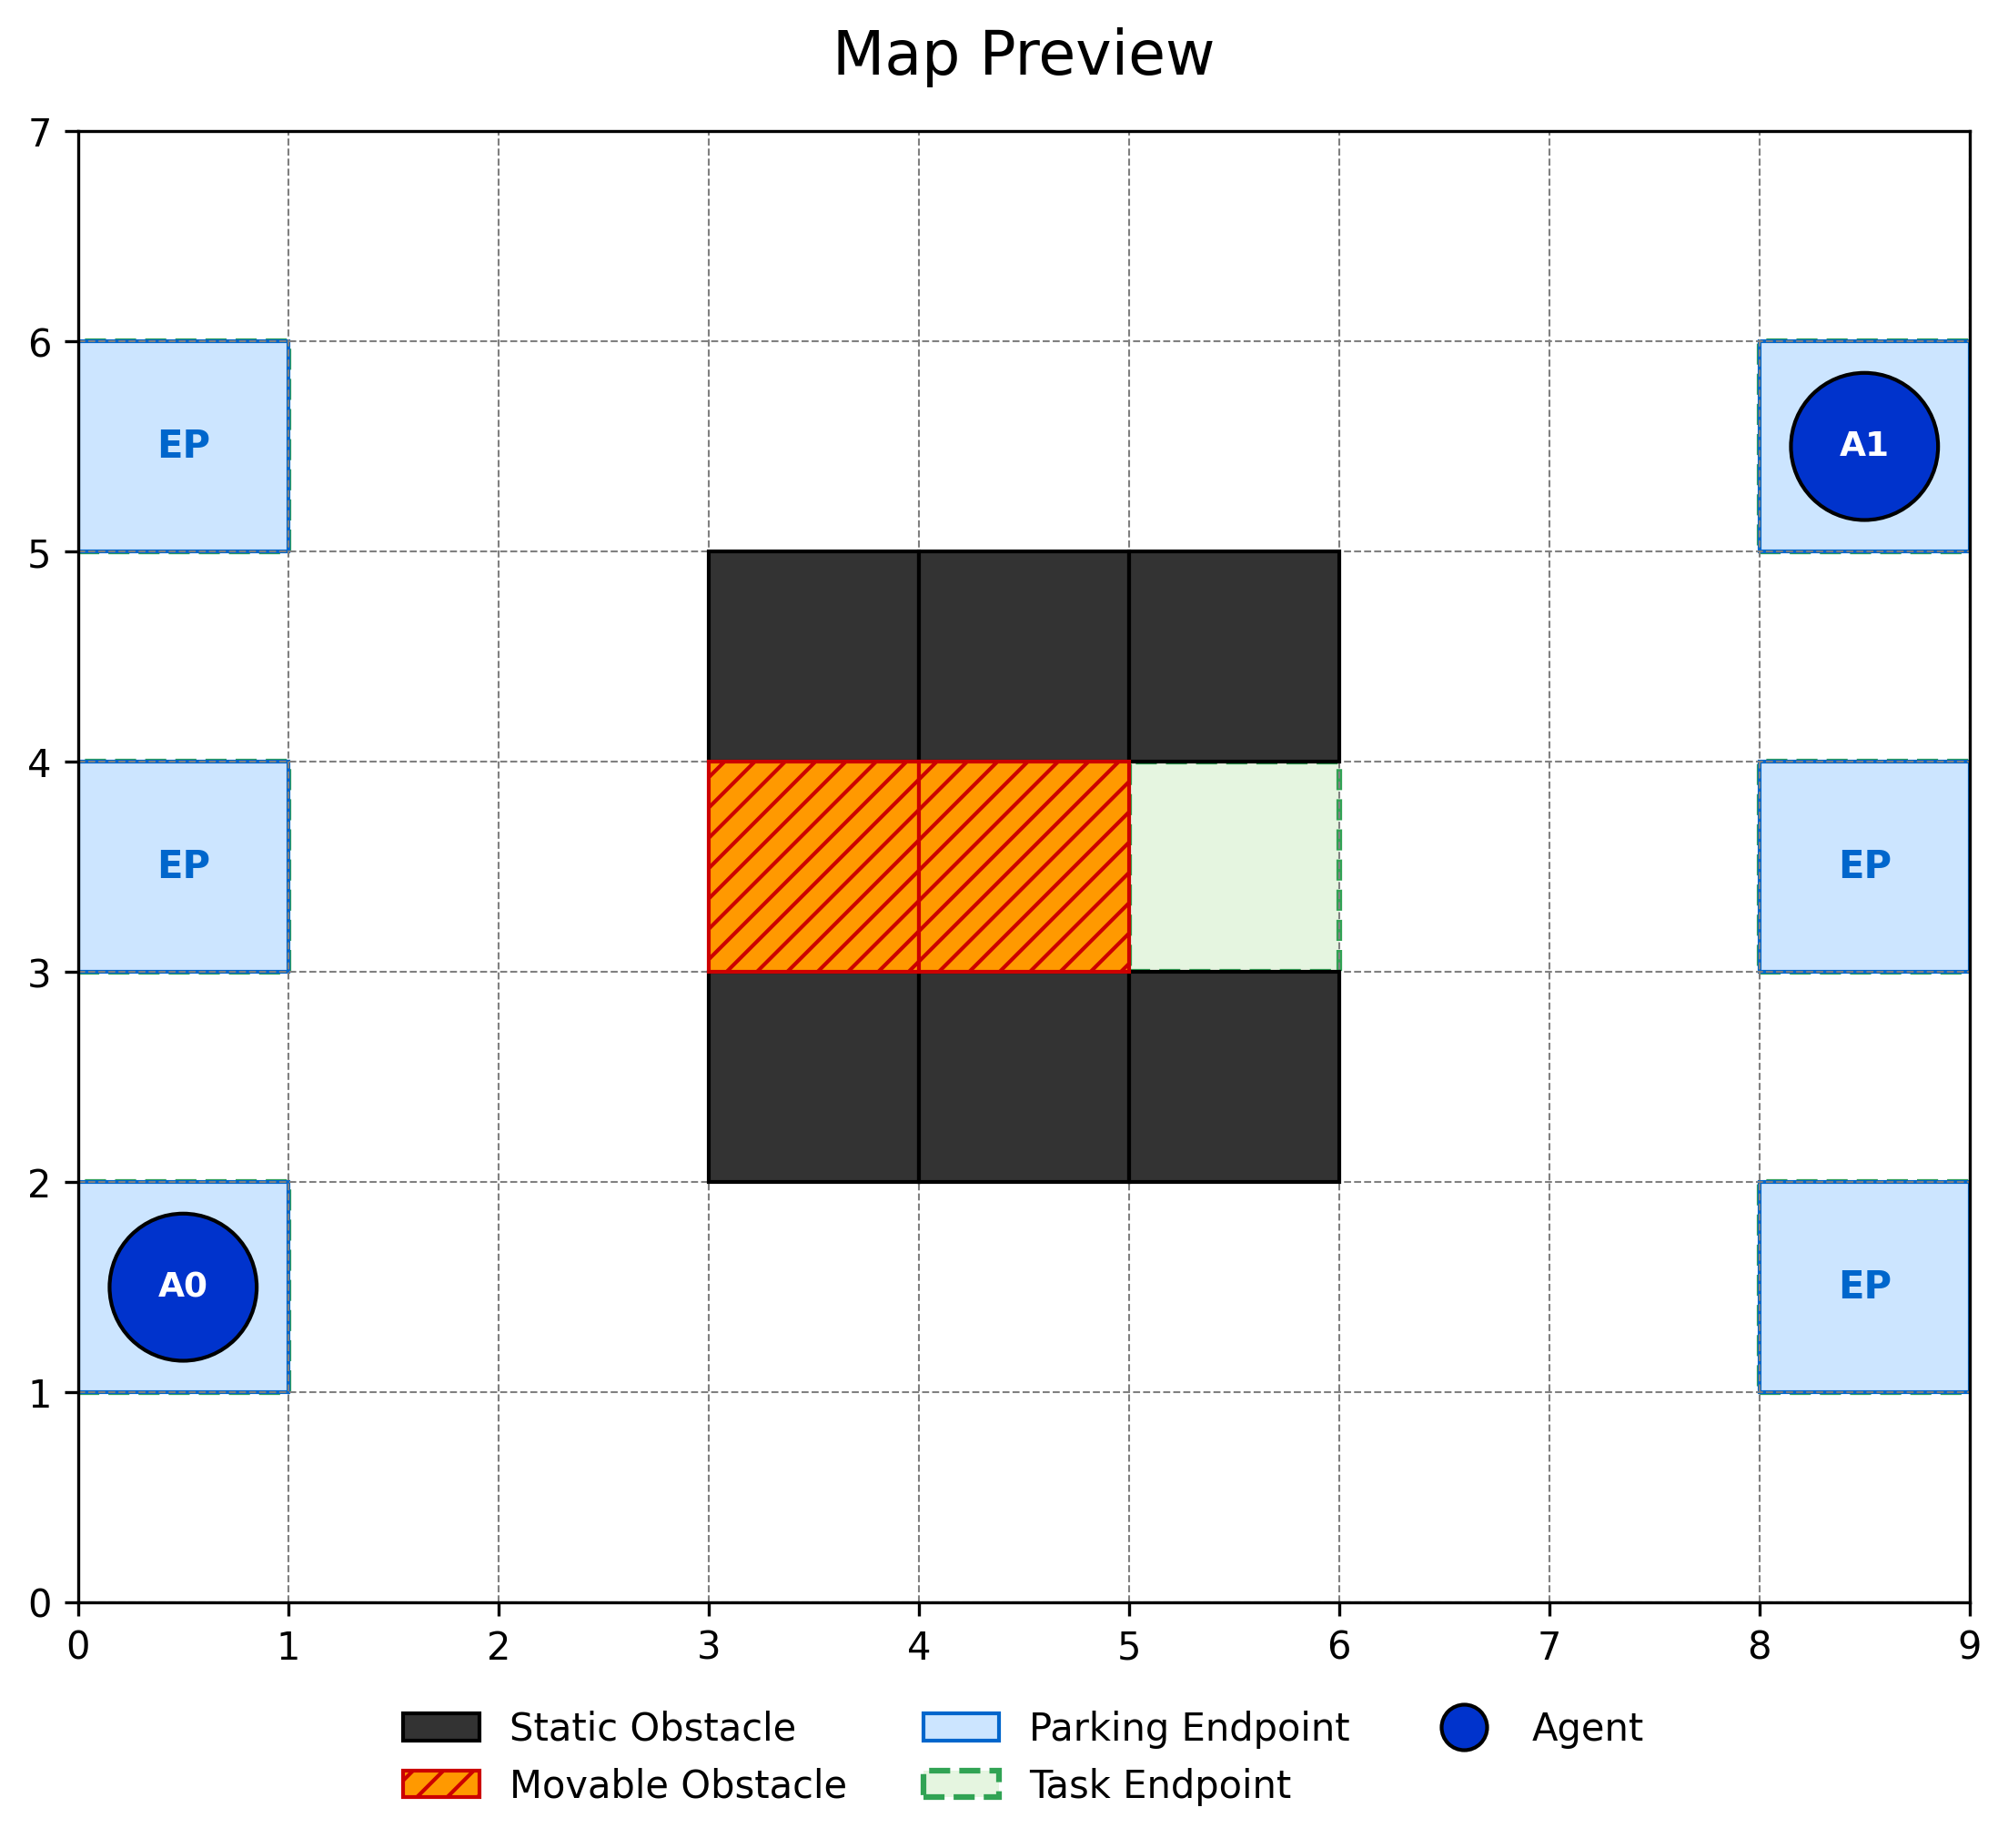 Map Preview
7
6
EP
A1
5
4
EP
EP
3
2
A0
EP
1
0
0 1 2 3 4 5 6 7 8 9
Static Obstacle Parking Endpoint Agent
Movable Obstacle Task Endpoint